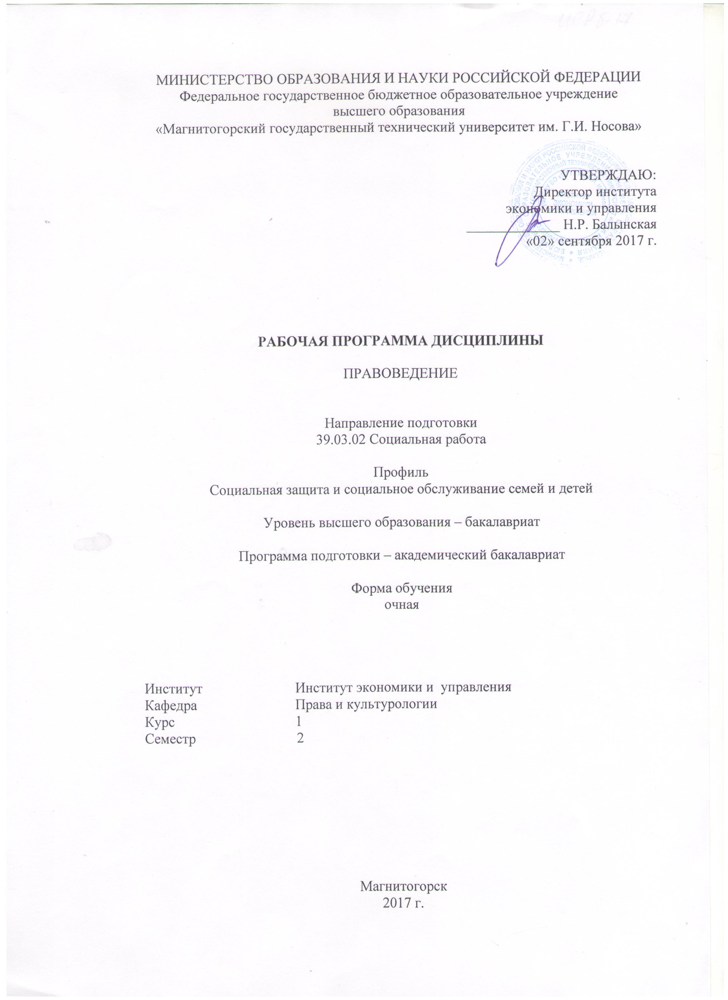 МИНИСТЕРСТВО ОБРАЗОВАНИЯ И НАУКИ РОССИЙСКОЙ ФЕДЕРАЦИИ
Федеральное государственное бюджетное образовательное учреждение
высшего образования
«Магнитогорский государственный технический университет им. Г.И. Носова»
УТВЕРЖДАЮ:
Директор института
экономики и управления
_____________ Н.Р. Балынская
«02» сентября 2017 г.
РАБОЧАЯ ПРОГРАММА ДИСЦИПЛИНЫ
ПРАВОВЕДЕНИЕ
Направление подготовки
39.03.02 Социальная работа
Профиль
Социальная защита и социальное обслуживание семей и детей
Уровень высшего образования – бакалавриат
Программа подготовки – академический бакалавриат
Форма обучения
очная
Институт Институт экономики и управления
Кафедра Права и культурологии
Курс 1
Семестр 2
Магнитогорск
2017 г.